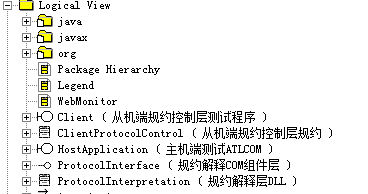 Logical View
java
javax
org
Package Hierarchy
Legend
WebMonitor
Client ( 从机端规约控制层测试程序 )
ClientProtocolControl ( 从机端规约控制层规约 )
HostApplication ( 主机端测试ATLCOM )
ProtocolInterface ( 规约解释COM组件层 )
ProtocolInterpretation ( 规约解释层DLL )